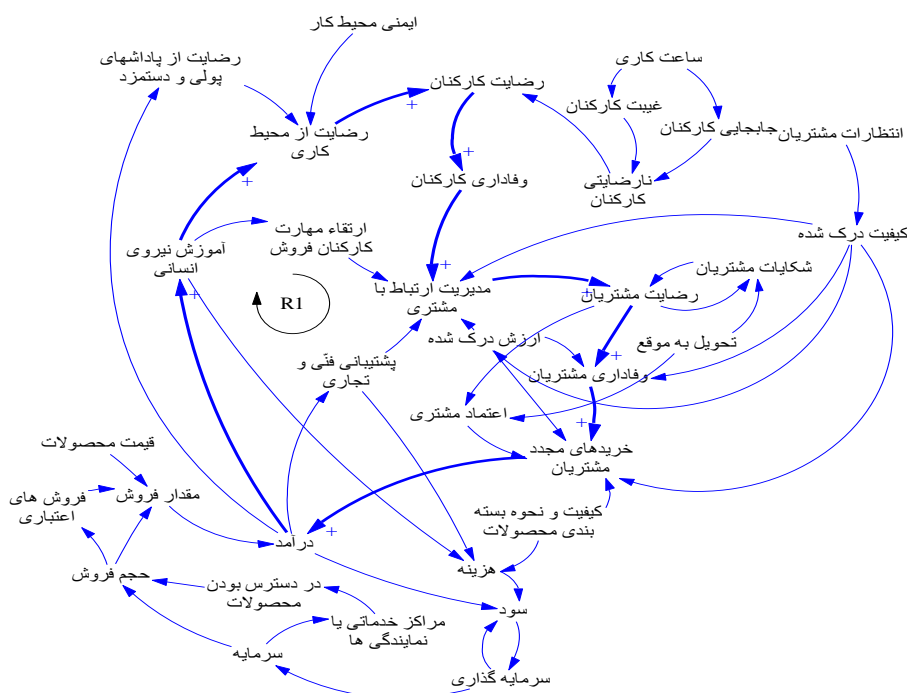 ایمنی محیط کار
رضایت از پاداشهای
پولی و دستمزد
ساعت کاری
رضایت کارکنان
غیبت کارکنان
رضایت از محیط
کاری
جابجایی کارکنان
انتظارات مشتریان
وفاداری کارکنان
نارضایتی
کارکنان
ارتقاء مهارت
کارکنان فروش
آموزش نیروی
انسانی
کیفیت درک شده
شکایات مشتریان
مدیریت ارتباط با
مشتری
رضایت مشتریان
R1
ارزش درک شده
تحویل به موقع
پشتیبانی فنّی و
تجاری
وفاداری مشتریان
اعتماد مشتری
خریدهای مجدد
مشتریان
قیمت محصولات
مقدار فروش
فروش های
اعتباری
کیفیت و نحوه بسته
بندی محصولات
درآمد
هزینه
حجم فروش
در دسترس بودن
محصولات
سود
مراکز خدماتی یا
نمایندگی ها
سرمایه
سرمایه گذاری
+
+
+
+
+
+
+
+
+